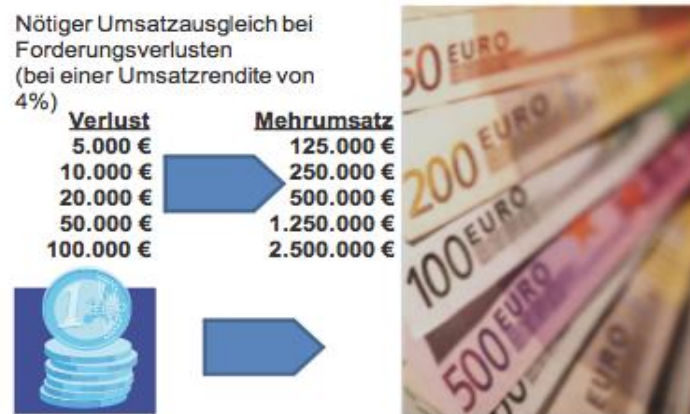 Nötiger Umsatzausgleich bei
Forderungsverlusten
(bei einer Umsatzrendite von
4%)
Verlust Mehrumsatz
5.000 € 125.000 €
10.000 € 250.000 €
20.000 € 500.000 €
50.000 € 1.250.000 €
100.000 € 2.500.000 €
1
50 EURO
200 EURO
100 EURO
500 EURO
EURO